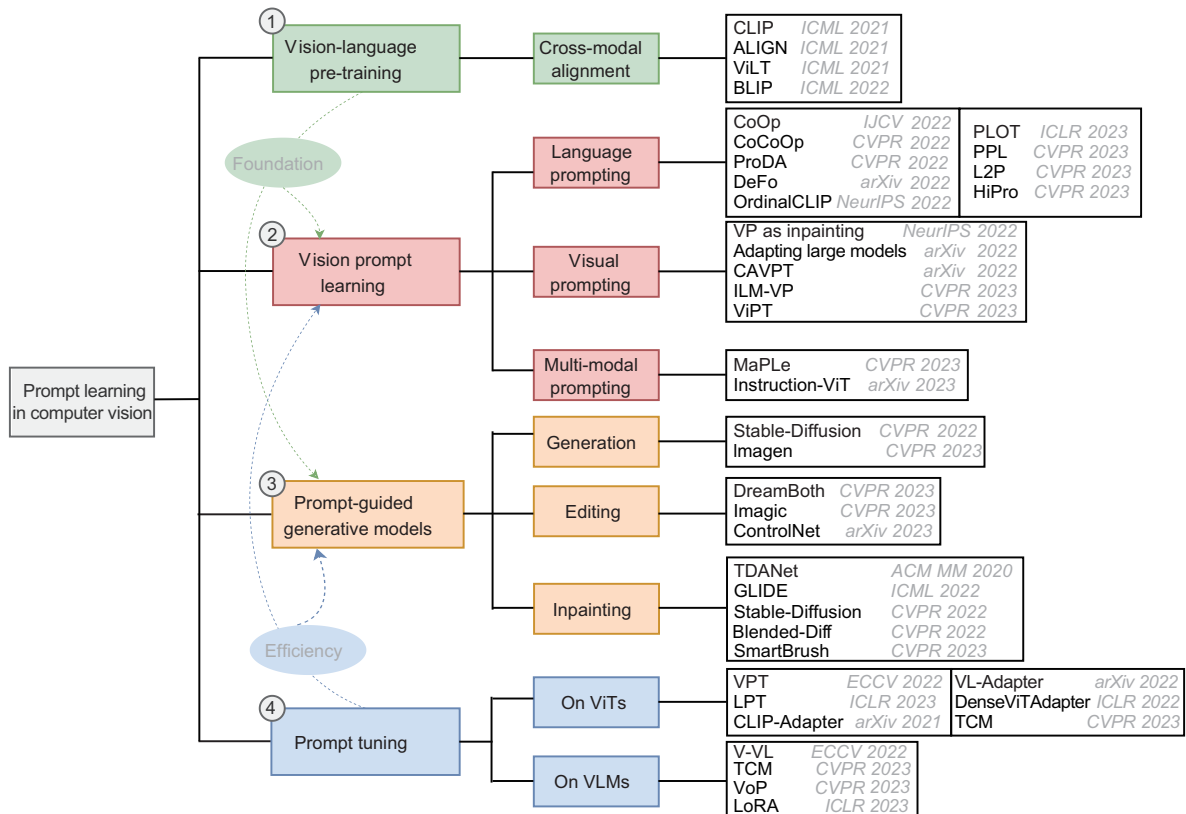 1
Vision-language
pre-training
Cross-modal
alignment
CLIP ICML 2021
ALIGN ICML 2021
ViLT ICML 2021
BLIP ICML 2022
Foundation
Language
prompting
CoOp IJCV 2022
CoCoOp CVPR 2022
ProDA CVPR 2022
DeFo arXiv 2022
OrdinalCLIP NeurIPS 2022
PLOT ICLR 2023
PPL CVPR 2023
L2P CVPR 2023
HiPro CVPR 2023
2
Vision prompt
learning
Visual
prompting
VP as inpainting NeurIPS 2022
Adapting large models arXiv 2022
CAVPT arXiv 2022
ILM-VP CVPR 2023
ViPT CVPR 2023
Multi-modal
prompting
MaPLe CVPR 2023
Instruction-ViT arXiv 2023
Prompt learning
in computer vision
3
Prompt-guided
generative models
Generation
Stable-Diffusion CVPR 2022
Imagen CVPR 2023
Editing
DreamBoth CVPR 2023
Imagic CVPR 2023
ControlNet arXiv 2023
Inpainting
TDANet ACM MM 2020
GLIDE ICML 2022
Stable-Diffusion CVPR 2022
Blended-Diff CVPR 2022
SmartBrush CVPR 2023
Efficiency
4
Prompt tuning
On ViTs
VPT ECCV 2022
LPT ICLR 2023
CLIP-Adapter arXiv 2021
VL-Adapter arXiv 2022
DenseViTAdapter ICLR 2022
TCM CVPR 2023
On VLMs
V-VL ECCV 2022
TCM CVPR 2023
VoP CVPR 2023
LoRA ICLR 2023